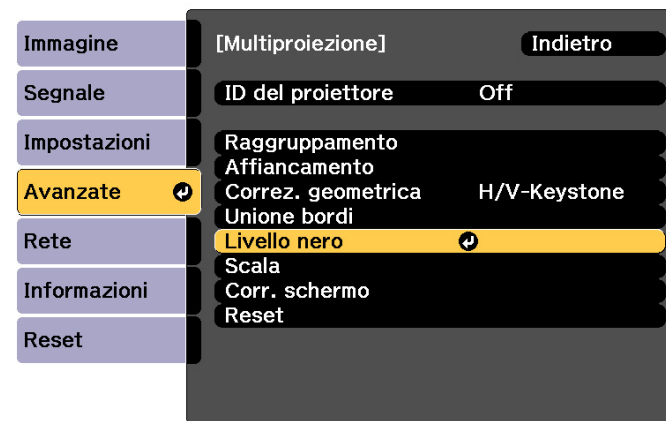 Immagine
Segnale
Impostazioni
Avanzate
Rete
Informazioni
Reset
[Multiproiezione] Indietro
ID del proiettore Off
Raggruppamento
Affiancamento
Correz. geometrica H/V-Keystone
Unione bordi
Livello nero
Scala
Corr. schermo
Reset